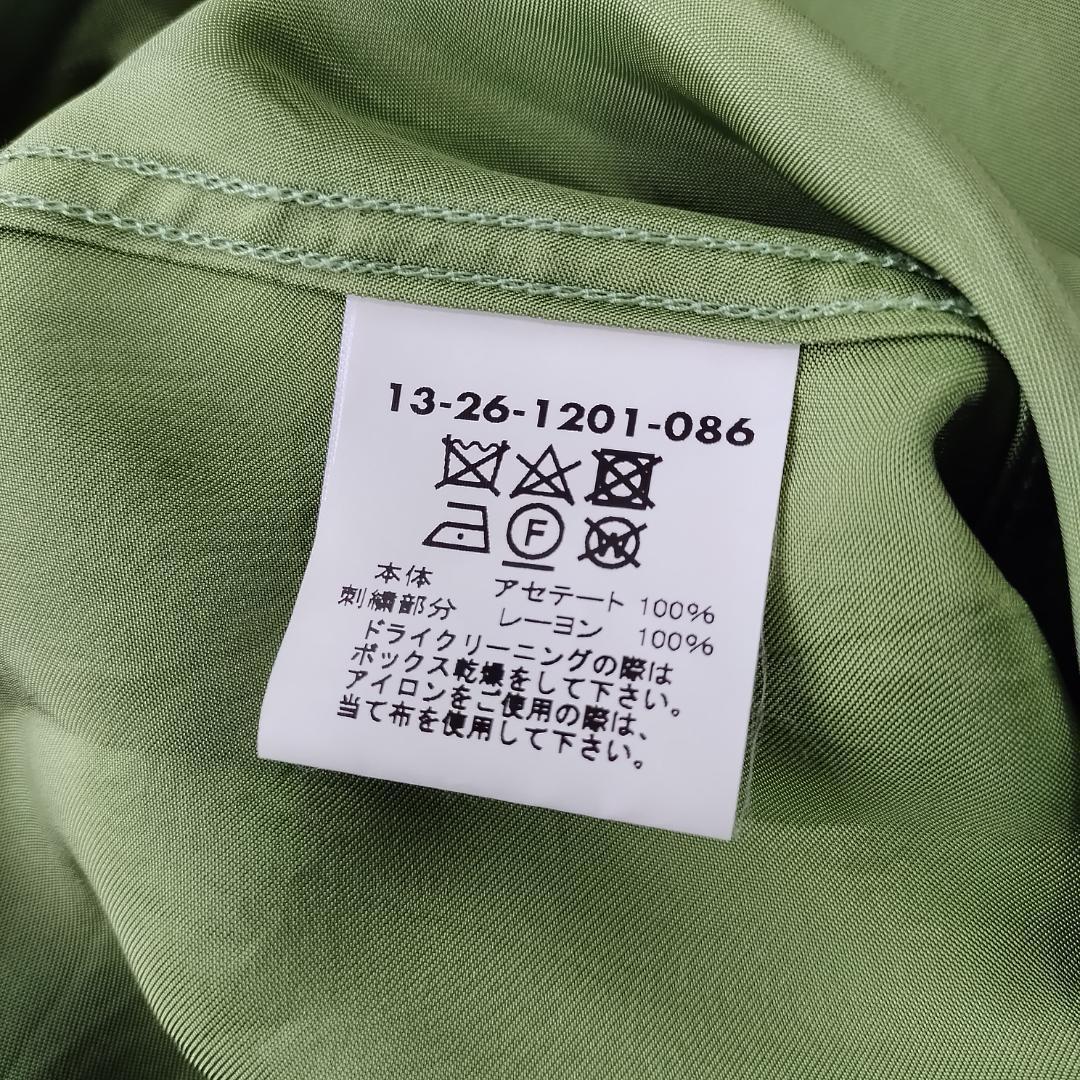 13-26-1201-086
F W
本体 アセテート 100%
刺繍部分 レーヨン 100%
ドライクリーニングの際は
ボックス乾燥をして下さい。
アイロンをご使用の際は、
当て布を使用して下さい。